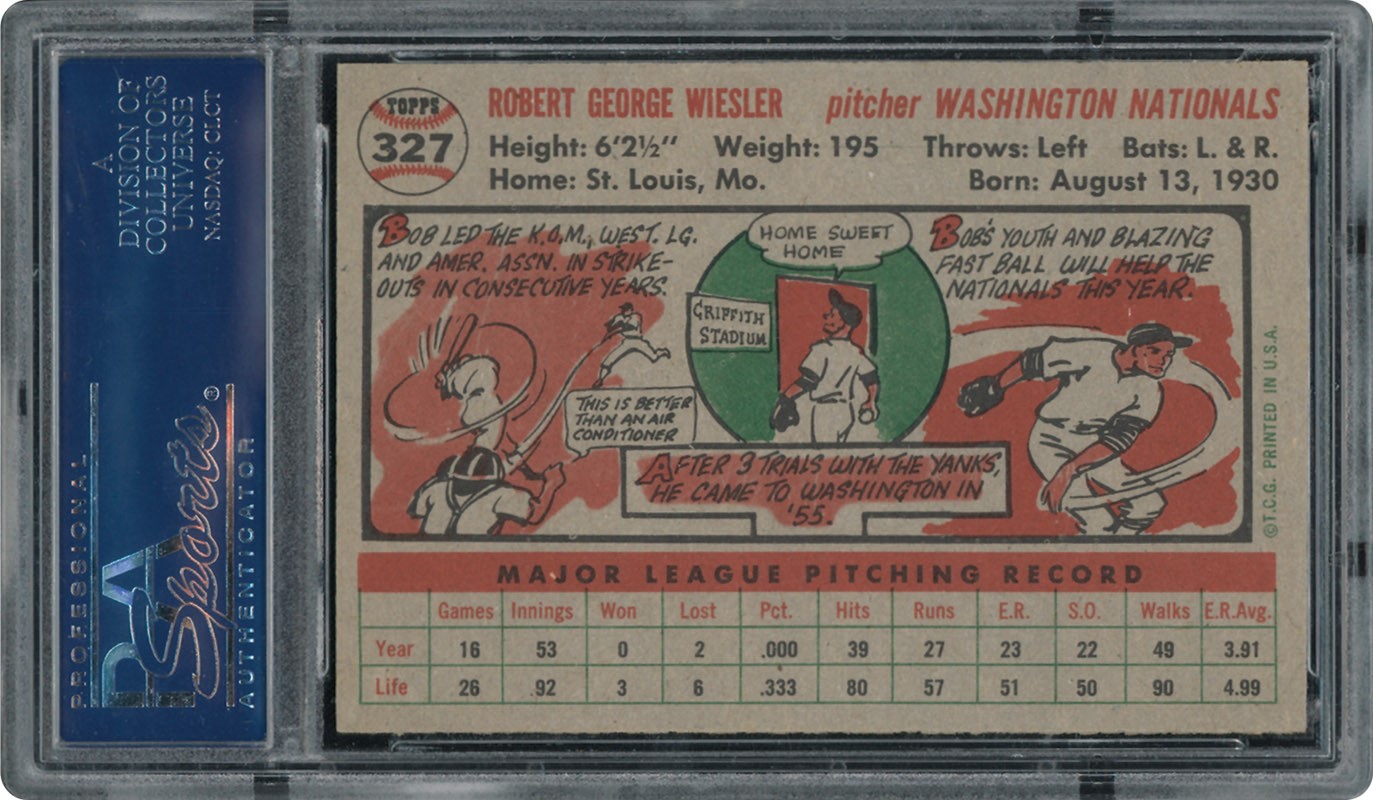 A
DIVISION OF
COLLECTORS
UNIVERSE
NASDAQ: CLCT
PROFESSIONAL
PSA
Sports®
AUTHENTICATOR
TOPPS
327
ROBERT GEORGE WIESLER pitcher WASHINGTON NATIONALS
Height: 6'2½" Weight: 195 Throws: Left Bats: L. & R.
Home: St. Louis, Mo. Born: August 13, 1930
BOB LED THE K.O.M., WEST. LG.
AND AMER. ASSN. IN STRIKE-
OUTS IN CONSECUTIVE YEARS.
THIS IS BETTER
THAN AN AIR
CONDITIONER
HOME SWEET
HOME
GRIFFITH
STADIUM
AFTER 3 TRIALS WITH THE YANKS,
HE CAME TO WASHINGTON IN
'55.
BOB'S YOUTH AND BLAZING
FAST BALL WILL HELP THE
NATIONALS THIS YEAR.
©T.C.G. PRINTED IN U.S.A.
MAJOR LEAGUE PITCHING RECORD
Games Innings Won Lost Pct. Hits Runs E.R. S.O. Walks E.R.Avg.
Year 16 53 0 2 .000 39 27 23 22 49 3.91
Life 26 92 3 6 .333 80 57 51 50 90 4.99